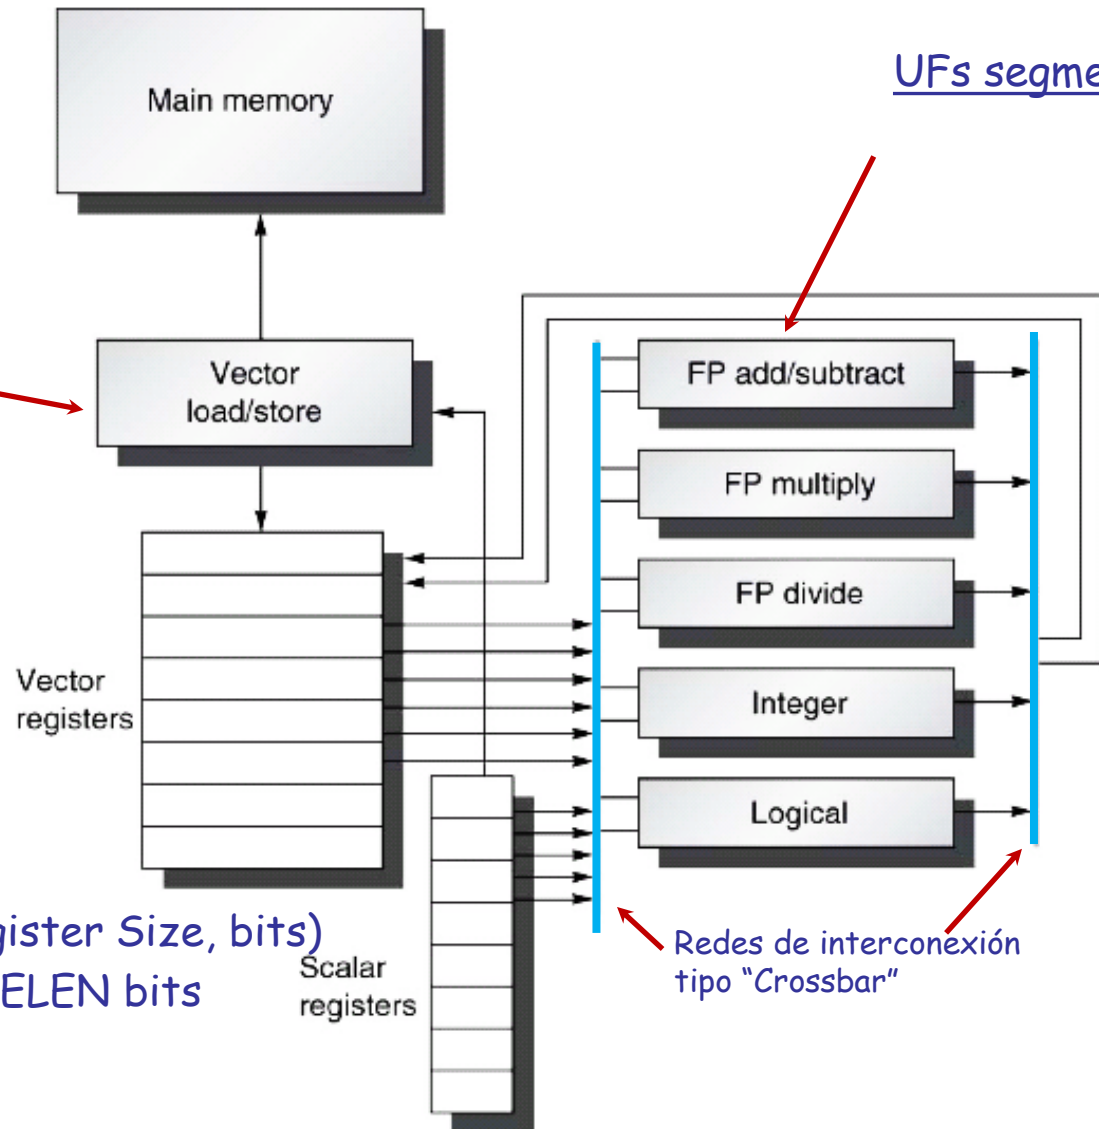 Main memory
UFs segme
Vector
load/store
FP add/subtract
FP multiply
FP divide
Integer
Logical
Vector
registers
gister Size, bits)
ELEN bits
Scalar
registers
Redes de interconexión
tipo “Crossbar”